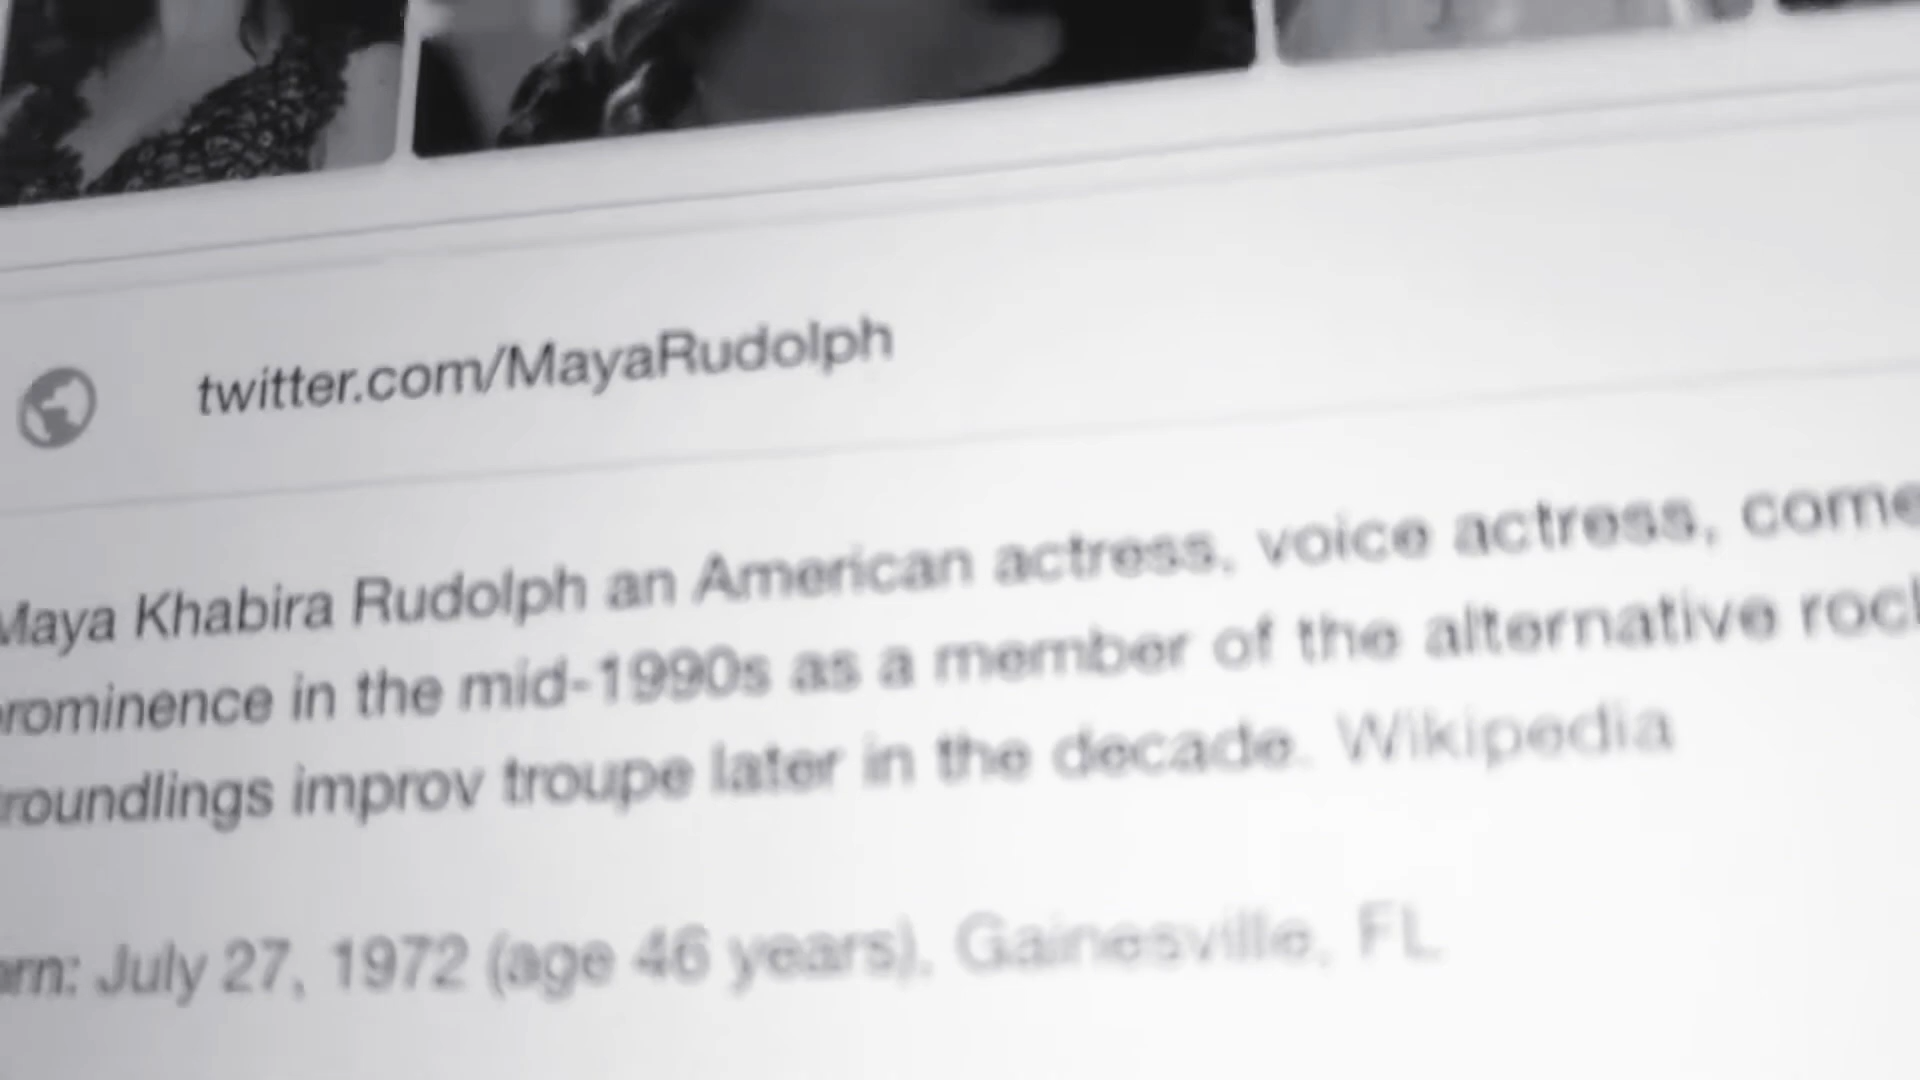 twitter.com/MayaRudolph
Maya Khabira Rudolph an American actress, voice actress, come
prominence in the mid-1990s as a member of the alternative rock
roundlings improv troupe later in the decade. Wikipedia
orn: July 27, 1972 (age 46 years), Gainesville, FL